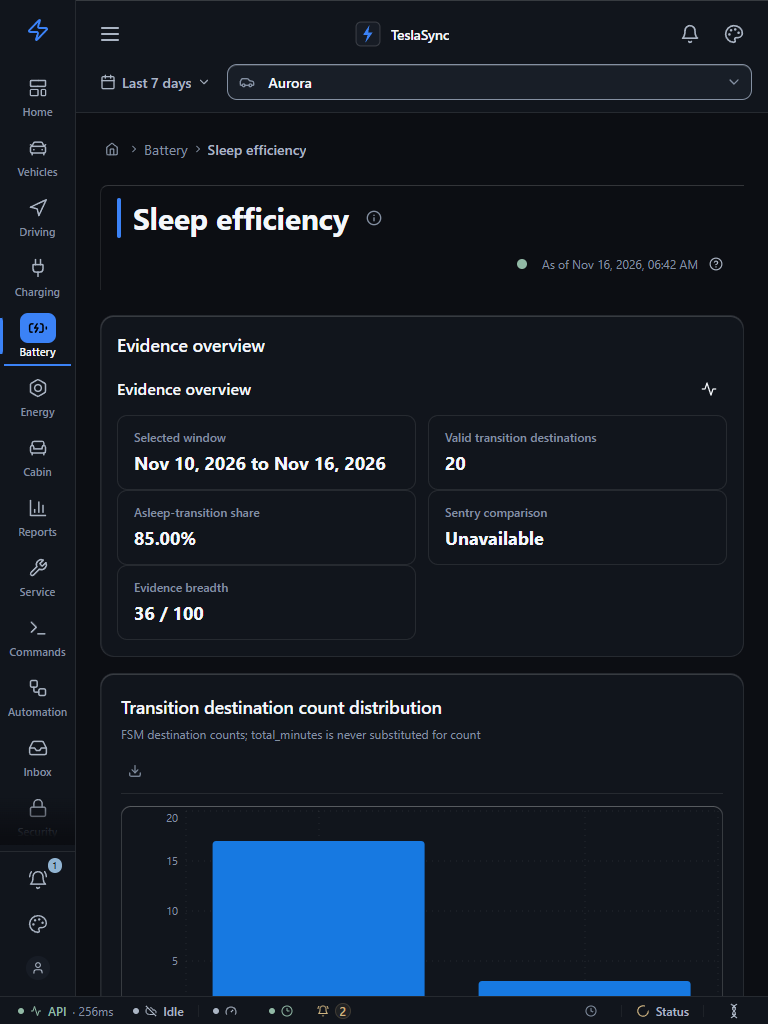 TeslaSync
Last 7 days
Aurora
Home
Vehicles
Driving
Charging
Battery
Energy
Cabin
Reports
Service
Commands
Automation
Inbox
Security
1
Battery
Sleep efficiency
Sleep efficiency
As of Nov 16, 2026, 06:42 AM
Evidence overview
Evidence overview
Selected window
Nov 10, 2026 to Nov 16, 2026
Valid transition destinations
20
Asleep-transition share
85.00%
Sentry comparison
Unavailable
Evidence breadth
36 / 100
Transition destination count distribution
FSM destination counts; total_minutes is never substituted for count
20
15
10
5
API · 256ms
Idle
2
Status